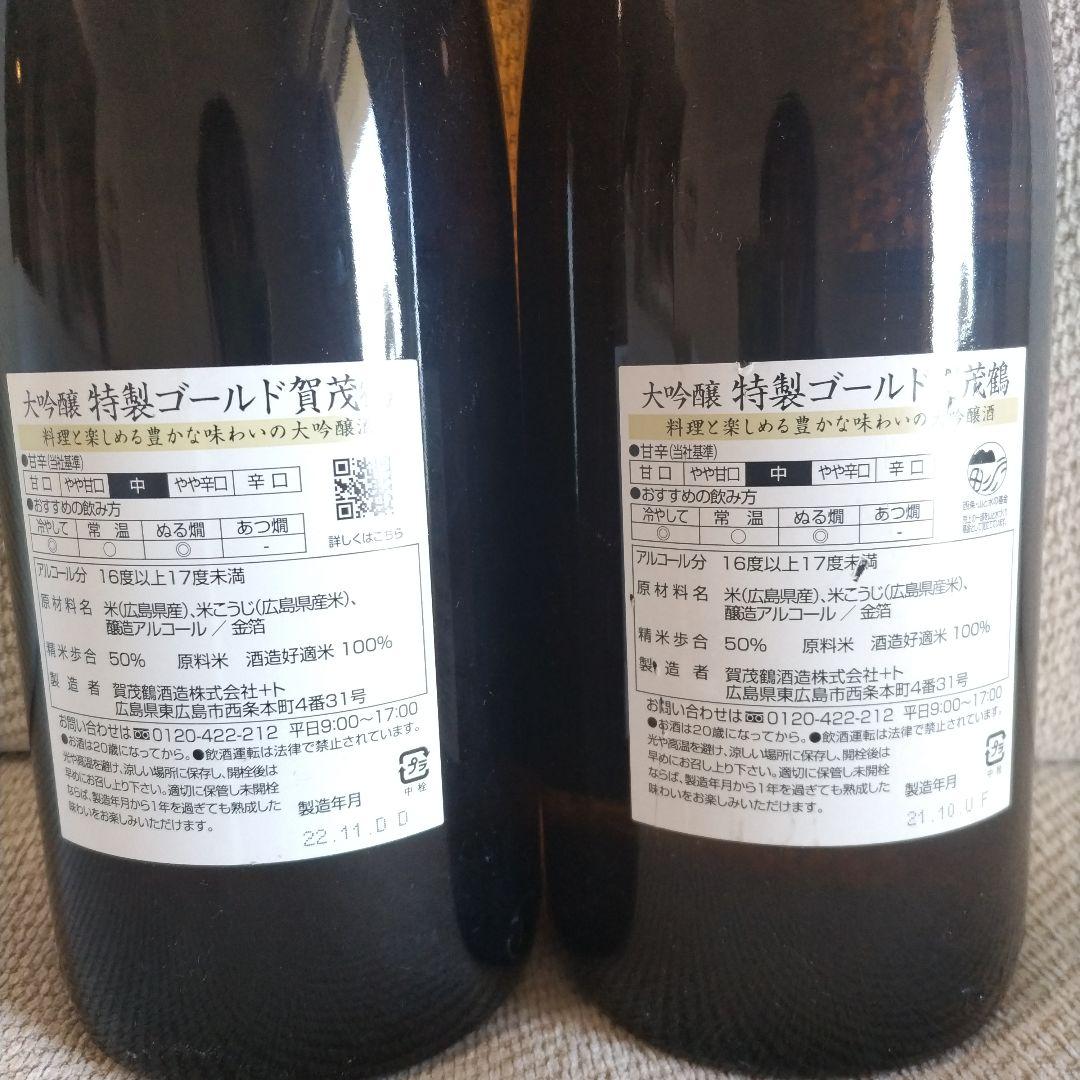 大吟醸 特製ゴールド賀茂
料理と楽しめる豊かな味わいの大吟醸
●甘辛(当社基準)
甘口 やや甘口 中 やや辛口 辛口
●おすすめの飲み方
冷やして 常温 ぬる燗 あつ燗
◎ ○ ◎ -
詳しくはこちら
アルコール分 16度以上17度未満
原材料名 米(広島県産)、米こうじ(広島県産米)、
醸造アルコール / 金箔
精米歩合 50% 原料米 酒造好適米 100%
製造者 賀茂鶴酒造株式会社+ト
広島県東広島市西条本町4番31号
お問い合わせは 0120-422-212 平日9:00~17:00
●お酒は20歳になってから。●飲酒運転は法律で禁止されています。
光や高温を避け、涼しい場所に保存し、開栓後は
早めにお召し上り下さい。適切に保管し未開栓
ならば、製造年月から1年を過ぎても熟成した
味わいをお楽しみいただけます。
プラ
中栓
製造年月
22.11.D D
大吟醸 特製ゴールド 茂鶴
料理と楽しめる豊かな味わいの 吟醸酒
●甘辛(当社基準)
甘口 やや甘口 中 やや辛口 辛口
●おすすめの飲み方
冷やして 常温 ぬる燗 あつ燗
◎ ○ ◎ -
西条・山と水の環境
アルコール分 16度以上17度未満
原材料名 米(広島県産)、米こうじ(広島県産米)、
醸造アルコール / 金箔
精米歩合 50% 原料米 酒造好適米 100%
製造者 賀茂鶴酒造株式会社+ト
広島県東広島市西条本町4番31号
お問い合わせは 0120-422-212 平日9:00~17:00
●お酒は20歳になってから。●飲酒運転は法律で禁止されています。
光や高温を避け、涼しい場所に保存し、開栓後は
早めにお召し上り下さい。適切に保管し未開栓
ならば、製造年月から1年を過ぎても熟成した
味わいをお楽しみいただけます。
プラ
中栓
製造年月
21.10.U F